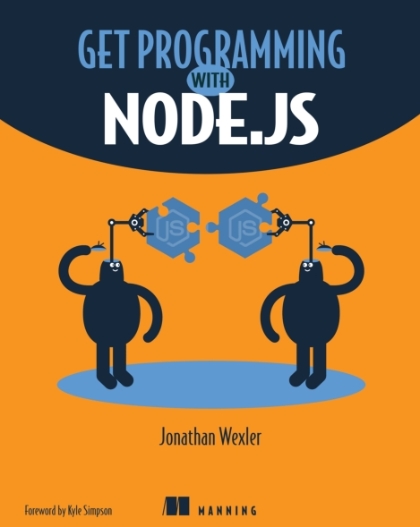 GET PROGRAMMING
WITH
NODE.JS
JS
JS
Jonathan Wexler
Foreword by Kyle Simpson
MANNING